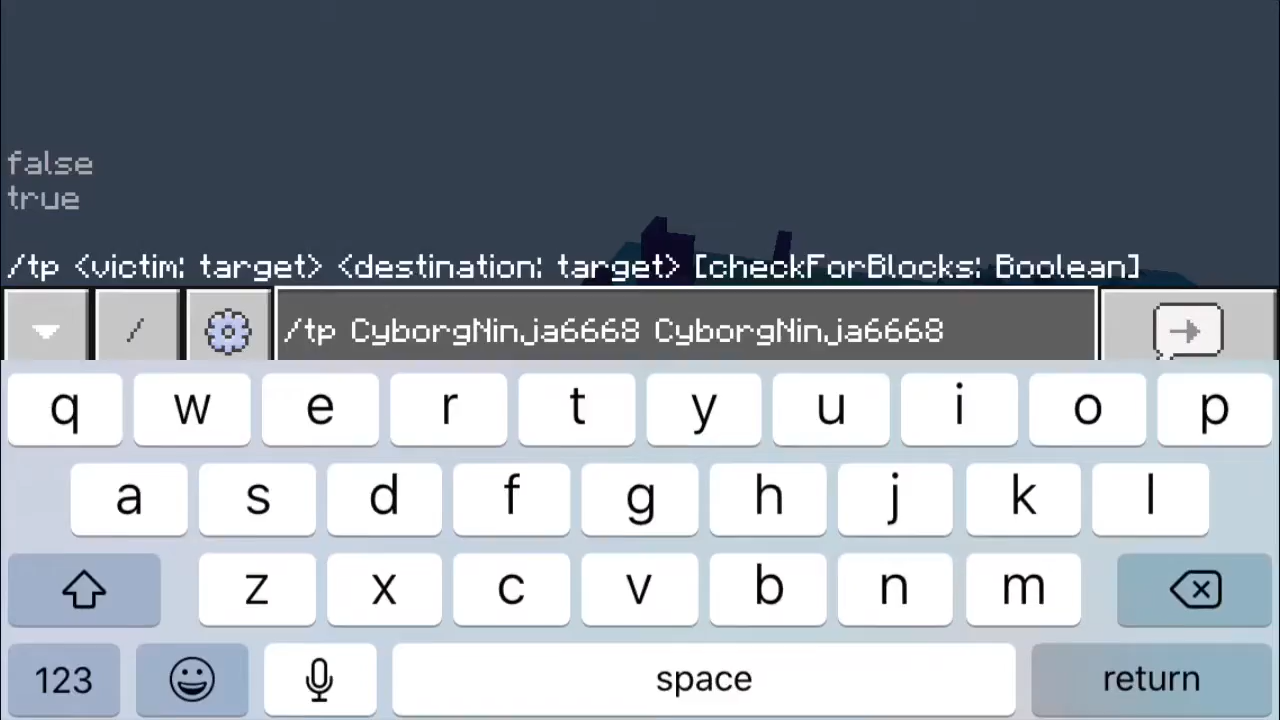 false
true
/tp <victim: target> <destination: target> [checkForBlocks: Boolean]
/
/tp CyborgNinja6668 CyborgNinja6668
q w e r t y u i o p
a s d f g h j k l
z x c v b n m
123 space return